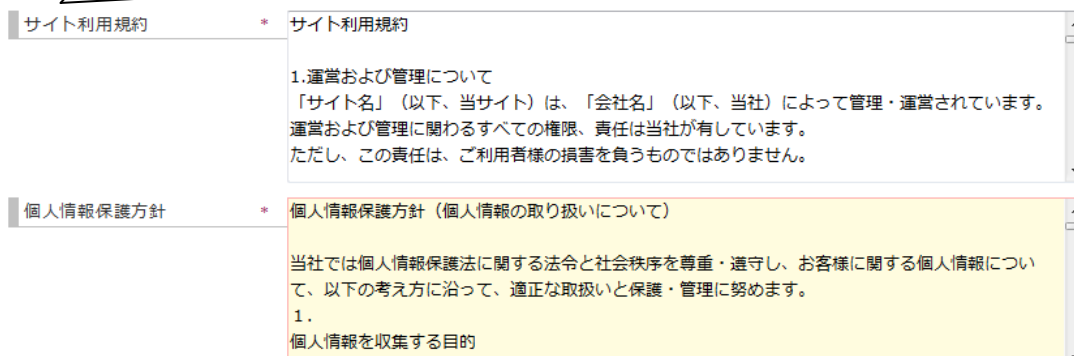 サイト利用規約 *
サイト利用規約
1.運営および管理について
「サイト名」（以下、当サイト）は、「会社名」（以下、当社）によって管理・運営されています。
運営および管理に関わるすべての権限、責任は当社が有しています。
ただし、この責任は、ご利用者様の損害を負うものではありません。
個人情報保護方針 *
個人情報保護方針（個人情報の取り扱いについて）
当社では個人情報保護法に関する法令と社会秩序を尊重・遵守し、お客様に関する個人情報につい
て、以下の考え方に沿って、適正な取扱いと保護・管理に努めます。
１．
個人情報を収集する目的